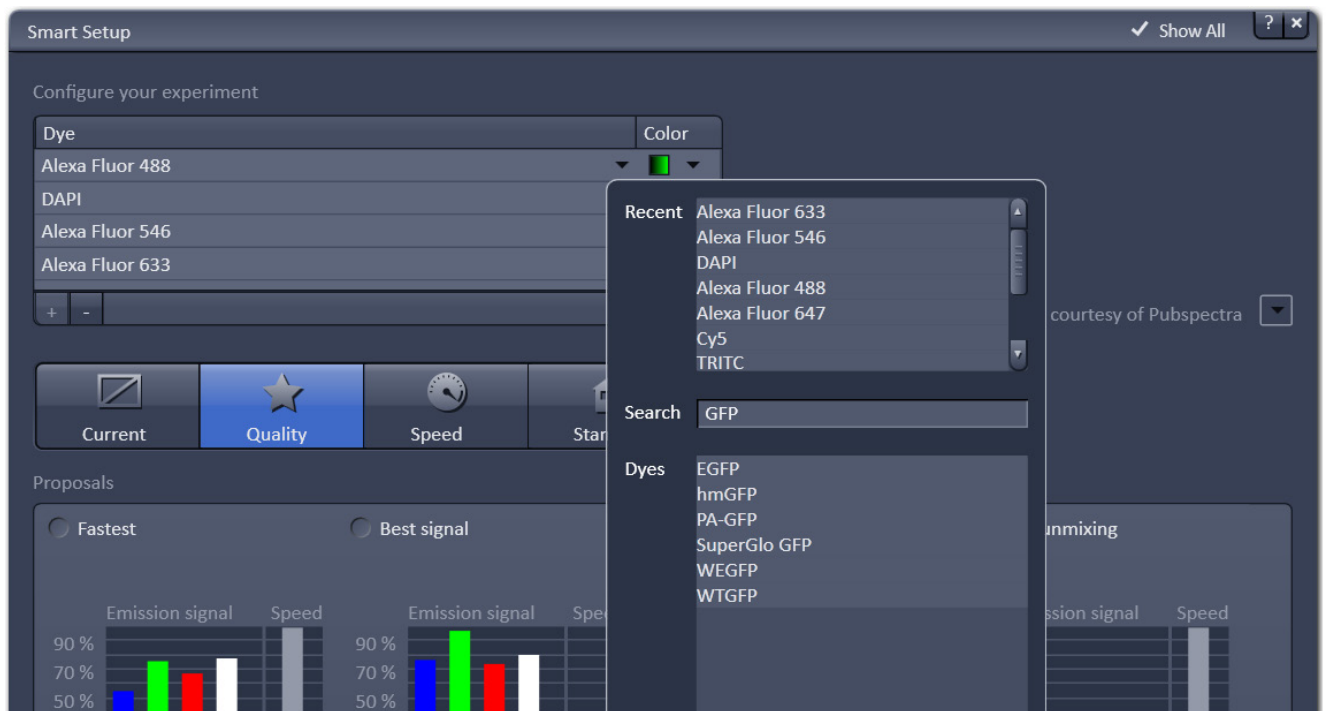 Smart Setup
Show All
? ×
Configure your experiment
Dye Color
Alexa Fluor 488
DAPI
Alexa Fluor 546
Alexa Fluor 633
+ -
Recent
Alexa Fluor 633
Alexa Fluor 546
DAPI
Alexa Fluor 488
Alexa Fluor 647
Cy5
TRITC
courtesy of Pubspectra
Search GFP
Dyes
EGFP
hmGFP
PA-GFP
SuperGlo GFP
WEGFP
WTGFP
Current Quality Speed
Proposals
Fastest
Emission signal Speed
90 %
70 %
50 %
Best signal
Emission signal
90 %
70 %
50 %
signal Speed